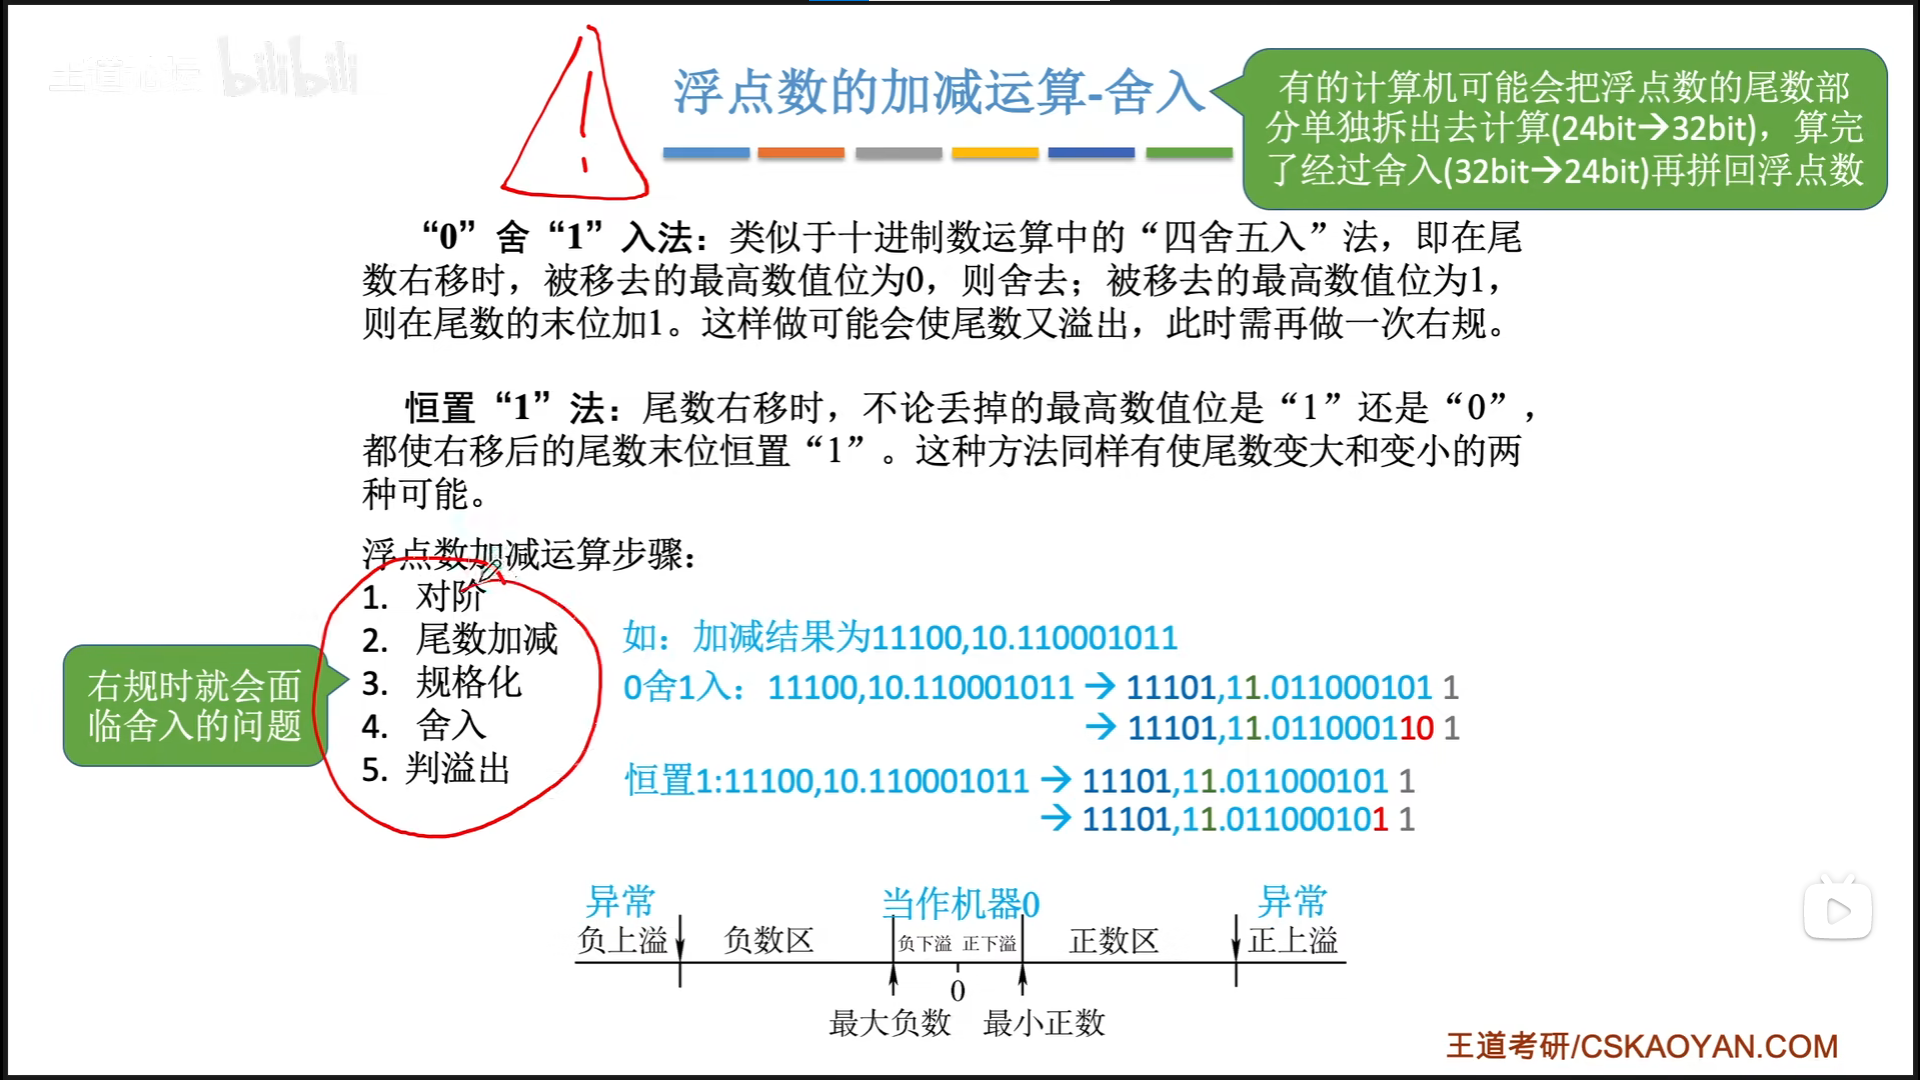 bilibili
浮点数的加减运算-舍入
有的计算机可能会把浮点数的尾数部
分单独拆出去计算(24bit→32bit)，算完
了经过舍入(32bit→24bit)再拼回浮点数
“0”舍“1”入法：类似于十进制数运算中的“四舍五入”法，即在尾
数右移时，被移去的最高数值位为0，则舍去；被移去的最高数值位为1，
则在尾数的末位加1。这样做可能会使尾数又溢出，此时需再做一次右规。
恒置“1”法：尾数右移时，不论丢掉的最高数值位是“1”还是“0”，
都使右移后的尾数末位恒置“1”。这种方法同样有使尾数变大和变小的两
种可能。
浮点数加减运算步骤：
1. 对阶
2. 尾数加减
3. 规格化
4. 舍入
5. 判溢出
右规时就会面
临舍入的问题
如：加减结果为11100,10.110001011
0舍1入：11100,10.110001011 → 11101,11.011000101 1
→ 11101,11.011000110 1
恒置1:11100,10.110001011 → 11101,11.011000101 1
→ 11101,11.011000101 1
异常 当作机器0 异常
负上溢 负数区 负下溢 正下溢 正数区 正上溢
0
最大负数 最小正数
王道考研/CSKAOYAN.COM